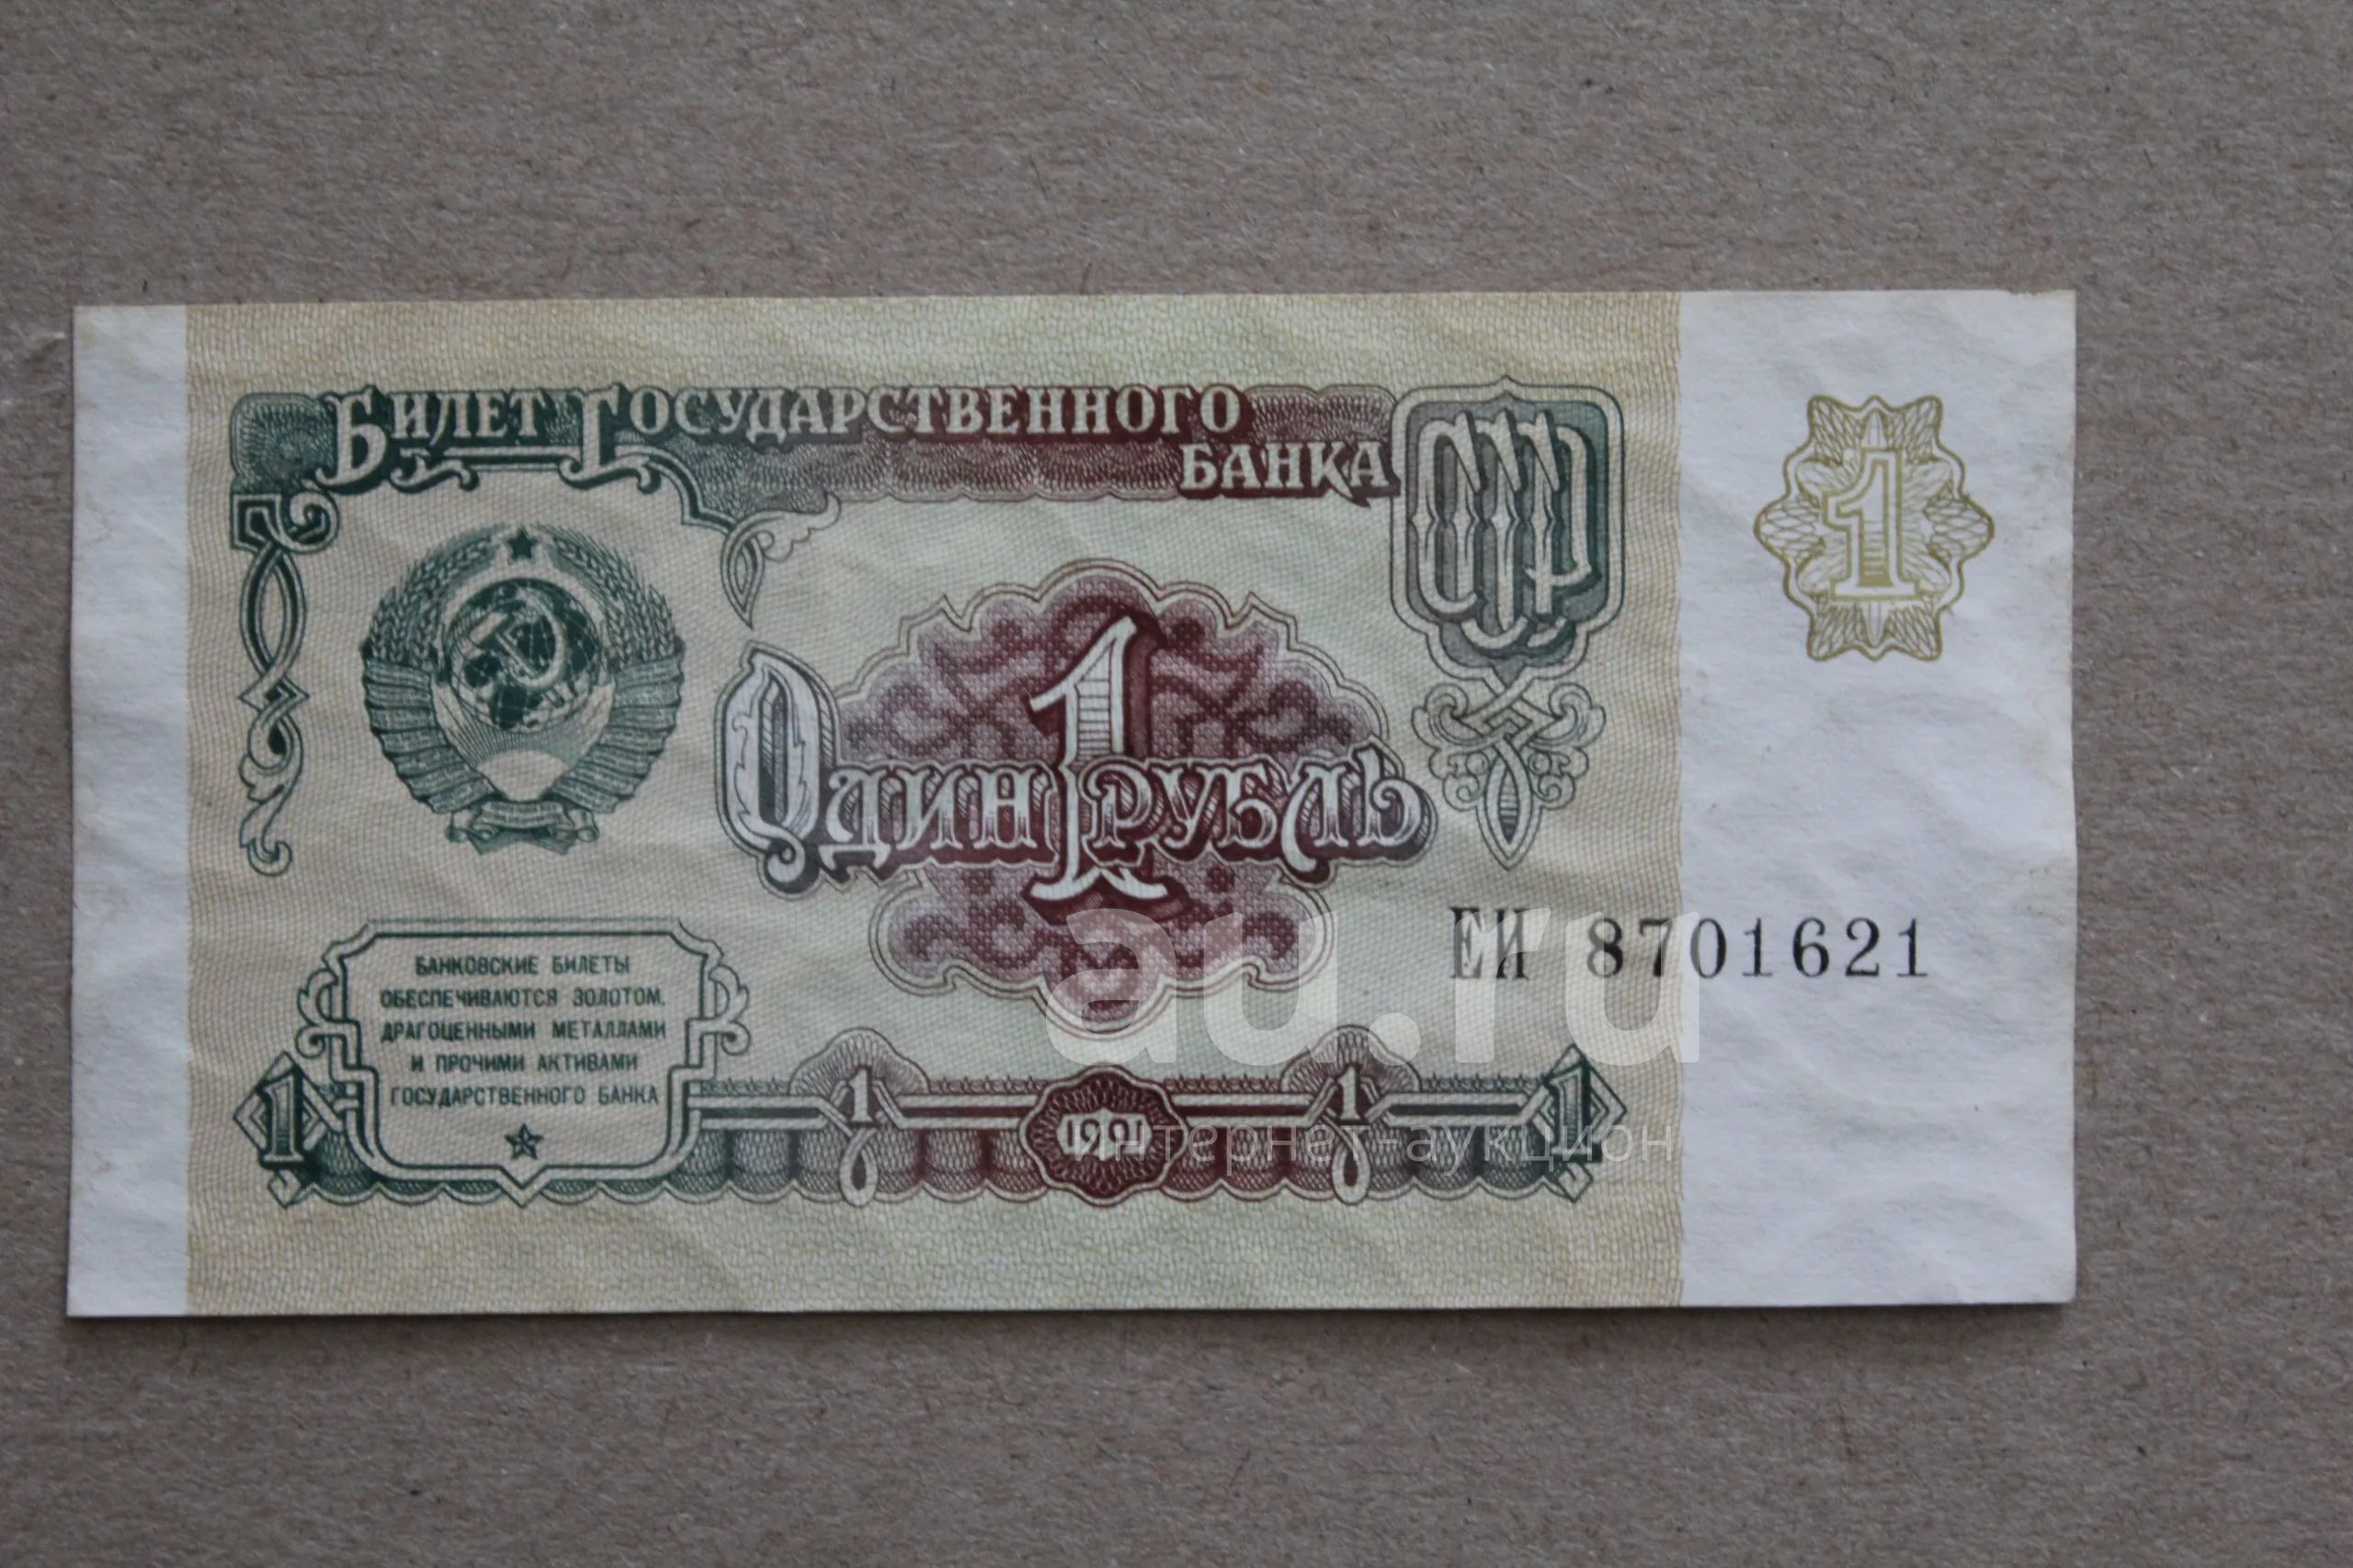 Билет Государственного
банка
СССР
1
1
Один рубль
ЕИ 8701621
БАНКОВСКИЕ БИЛЕТЫ
ОБЕСПЕЧИВАЮТСЯ ЗОЛОТОМ,
ДРАГОЦЕННЫМИ МЕТАЛЛАМИ
И ПРОЧИМИ АКТИВАМИ
ГОСУДАРСТВЕННОГО БАНКА
au.ru
интернет-аукцион
1 1 1991 1 1